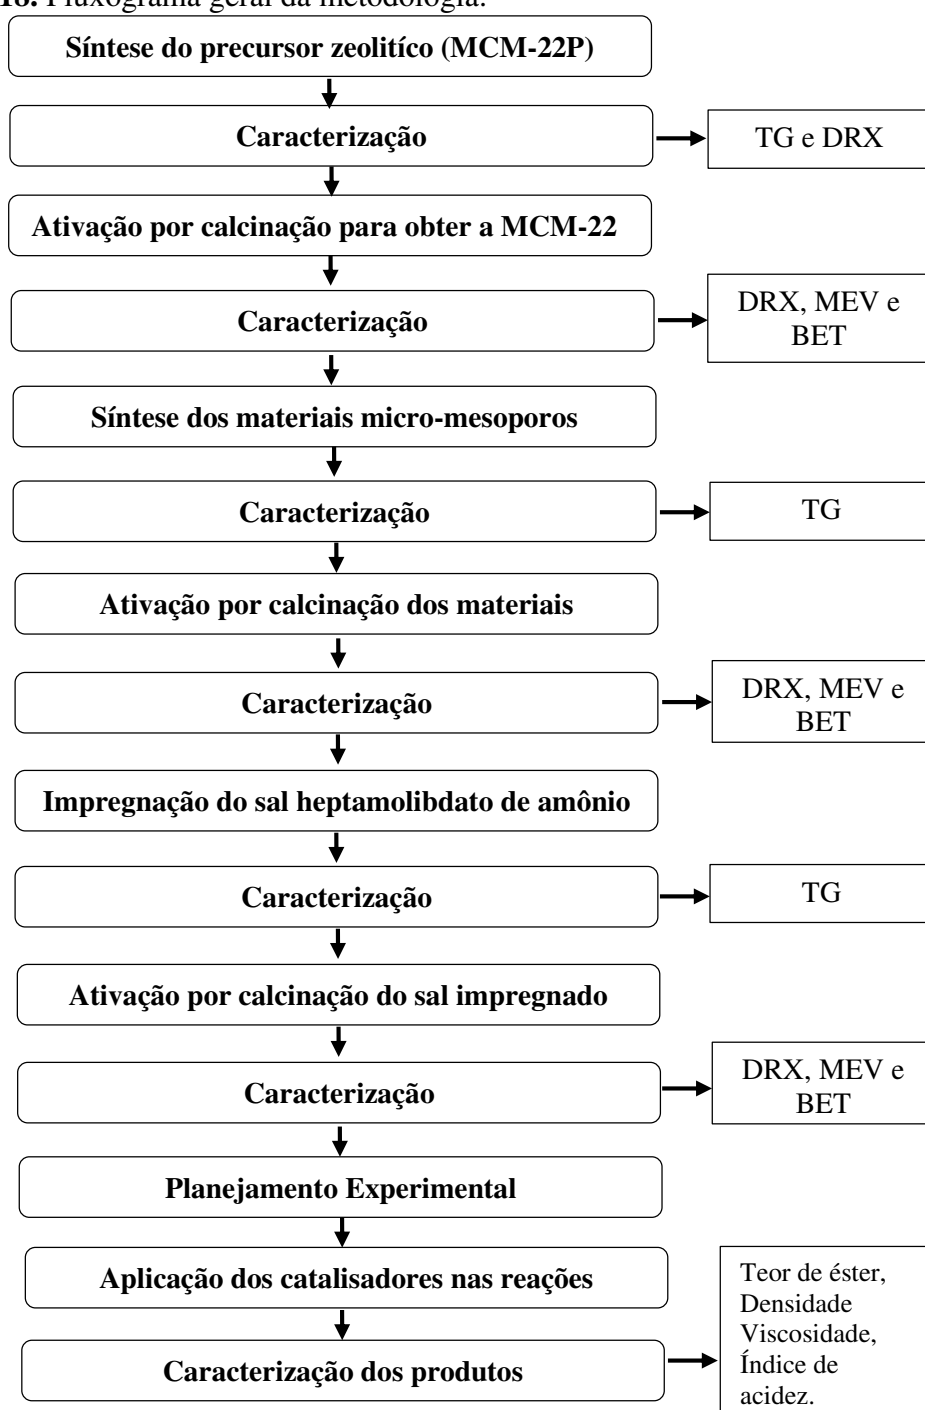 18. Fluxograma geral da metodologia.
Síntese do precursor zeolitíco (MCM-22P)
Caracterização
TG e DRX
Ativação por calcinação para obter a MCM-22
Caracterização
DRX, MEV e
BET
Síntese dos materiais micro-mesoporos
Caracterização
TG
Ativação por calcinação dos materiais
Caracterização
DRX, MEV e
BET
Impregnação do sal heptamolibdato de amônio
Caracterização
TG
Ativação por calcinação do sal impregnado
Caracterização
DRX, MEV e
BET
Planejamento Experimental
Aplicação dos catalisadores nas reações
Caracterização dos produtos
Teor de éster,
Densidade
Viscosidade,
Índice de
acidez.